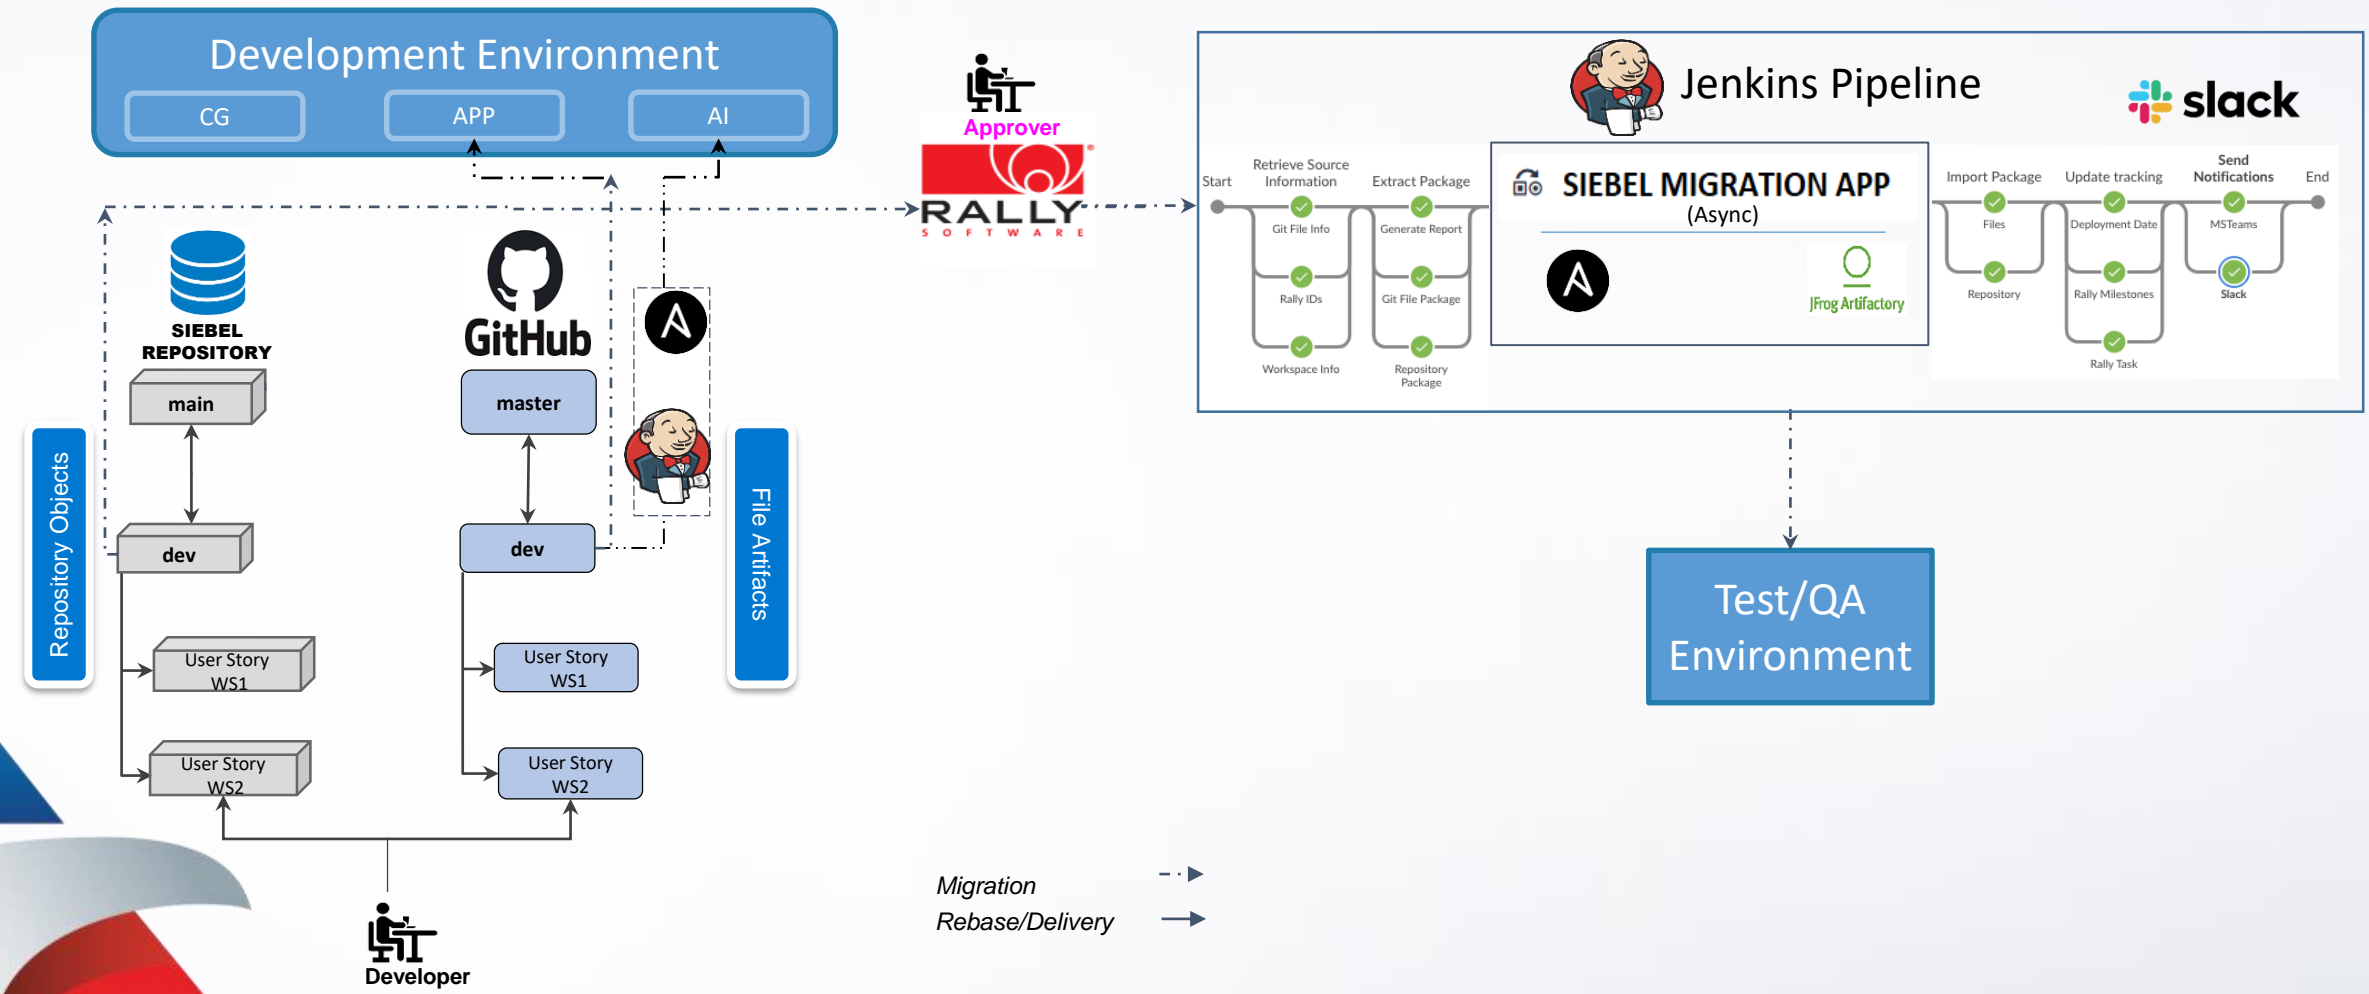 Development Environment
CG
APP
AI
Approver
RALLY
SOFTWARE
®
Jenkins Pipeline
slack
Start
Retrieve Source
Information
Extract Package
Git File Info
Generate Report
Rally IDs
Git File Package
Workspace Info
Repository
Package
SIEBEL MIGRATION APP
(Async)
JFrog Artifactory
Import Package
Update tracking
Send
Notifications
End
Files
Deployment Date
MSTeams
Repository
Rally Milestones
Slack
Rally Task
SIEBEL
REPOSITORY
GitHub
main
master
Repository Objects
File Artifacts
dev
dev
User Story
WS1
User Story
WS1
User Story
WS2
User Story
WS2
Developer
Test/QA
Environment
Migration
Rebase/Delivery